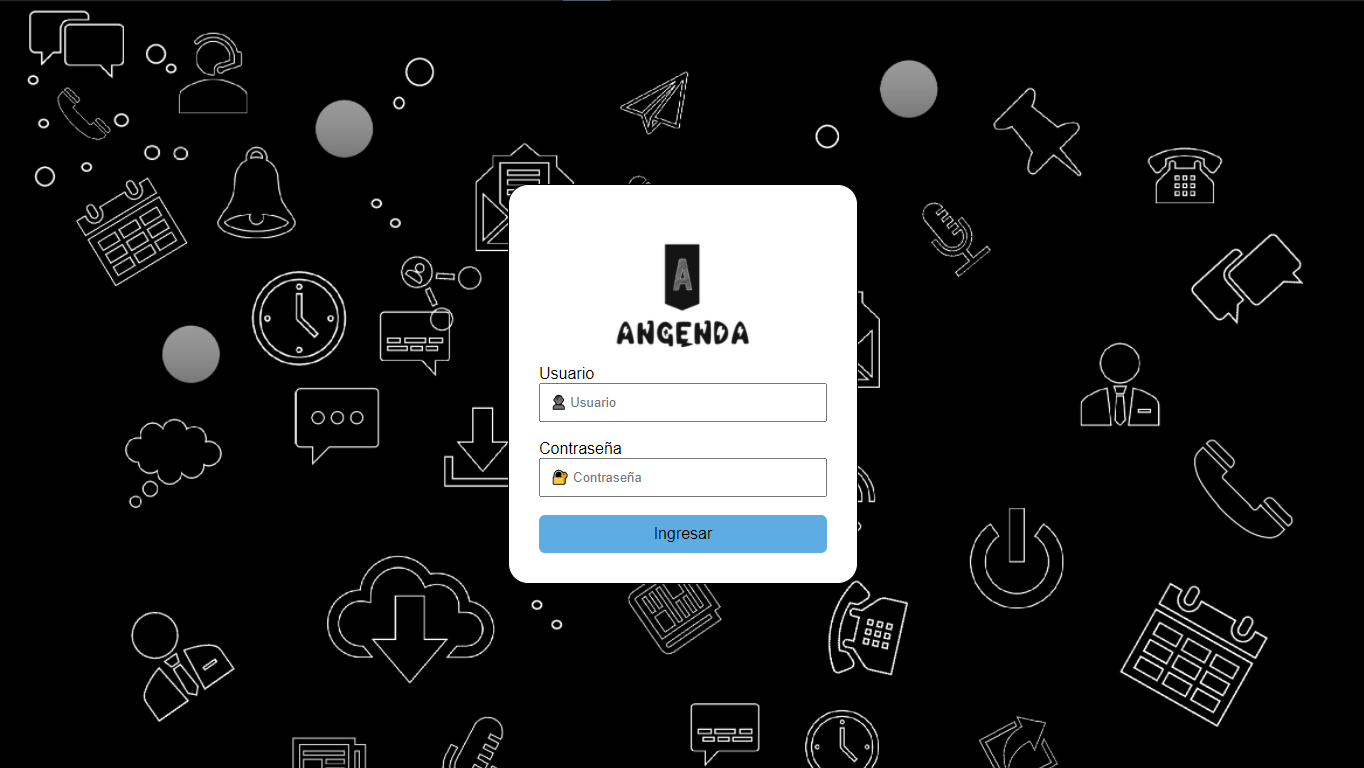 A
ANGENDA
Usuario
Usuario
Contraseña
Contraseña
Ingresar